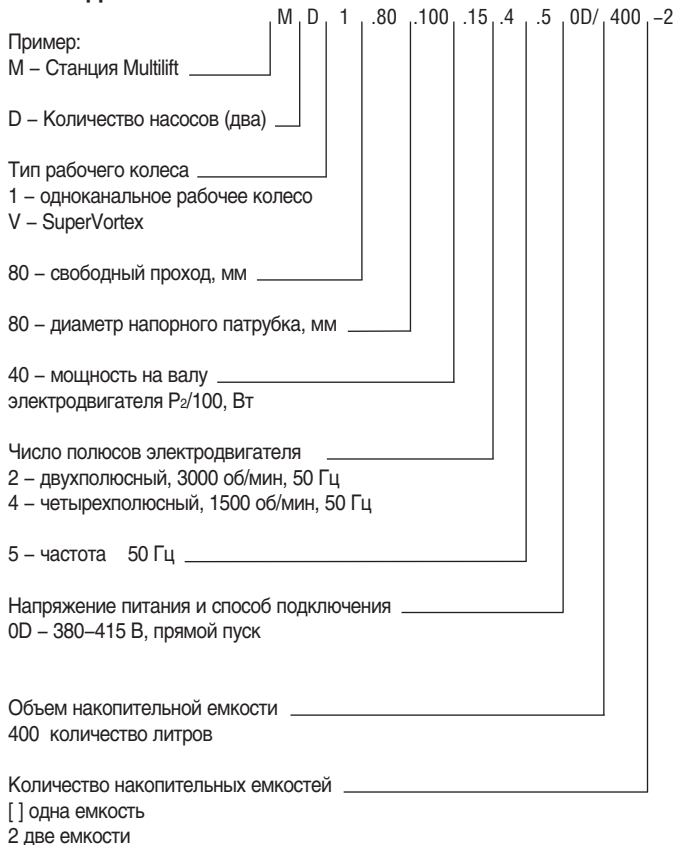 M D 1 .80 .100 .15 .4 .5 0D/ 400 –2
Пример:
M – Станция Multilift
D – Количество насосов (два)
Тип рабочего колеса
1 – одноканальное рабочее колесо
V – SuperVortex
80 – свободный проход, мм
80 – диаметр напорного патрубка, мм
40 – мощность на валу
электродвигателя P2/100, Вт
Число полюсов электродвигателя
2 – двухполюсный, 3000 об/мин, 50 Гц
4 – четырехполюсный, 1500 об/мин, 50 Гц
5 – частота 50 Гц
Напряжение питания и способ подключения
0D – 380–415 В, прямой пуск
Объем накопительной емкости
400 количество литров
Количество накопительных емкостей
[ ] одна емкость
2 две емкости